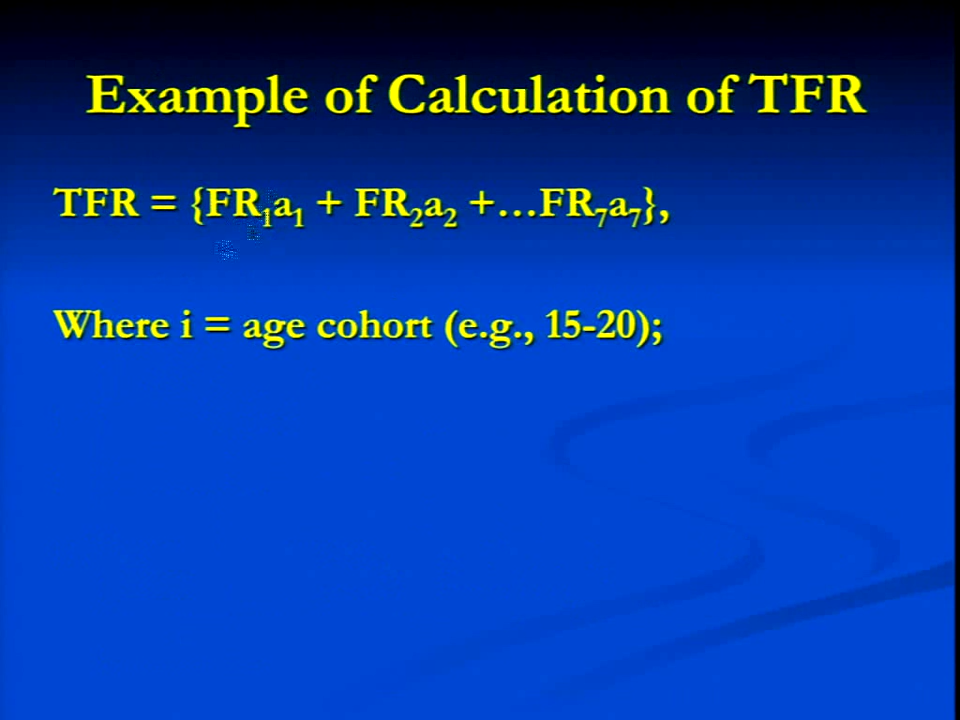 Example of Calculation of TFR
TFR = {FR₁a₁ + FR₂a₂ +…FR₇a₇},
Where i = age cohort (e.g., 15-20);